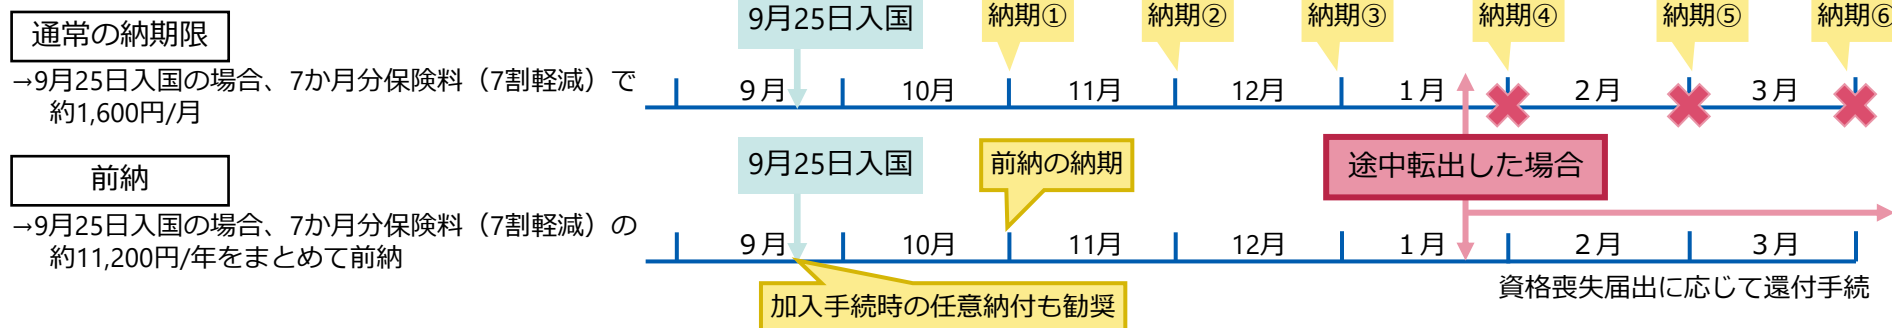 通常の納期限
→9月25日入国の場合、7か月分保険料（7割軽減）で
約1,600円/月
9月25日入国
納期①
納期②
納期③
納期④
納期⑤
納期⑥
9月
10月
11月
12月
1月
2月
3月
途中転出した場合
前納
→9月25日入国の場合、7か月分保険料（7割軽減）の
約11,200円/年をまとめて前納
9月25日入国
前納の納期
9月
10月
11月
12月
1月
2月
3月
加入手続時の任意納付も勧奨
資格喪失届出に応じて還付手続